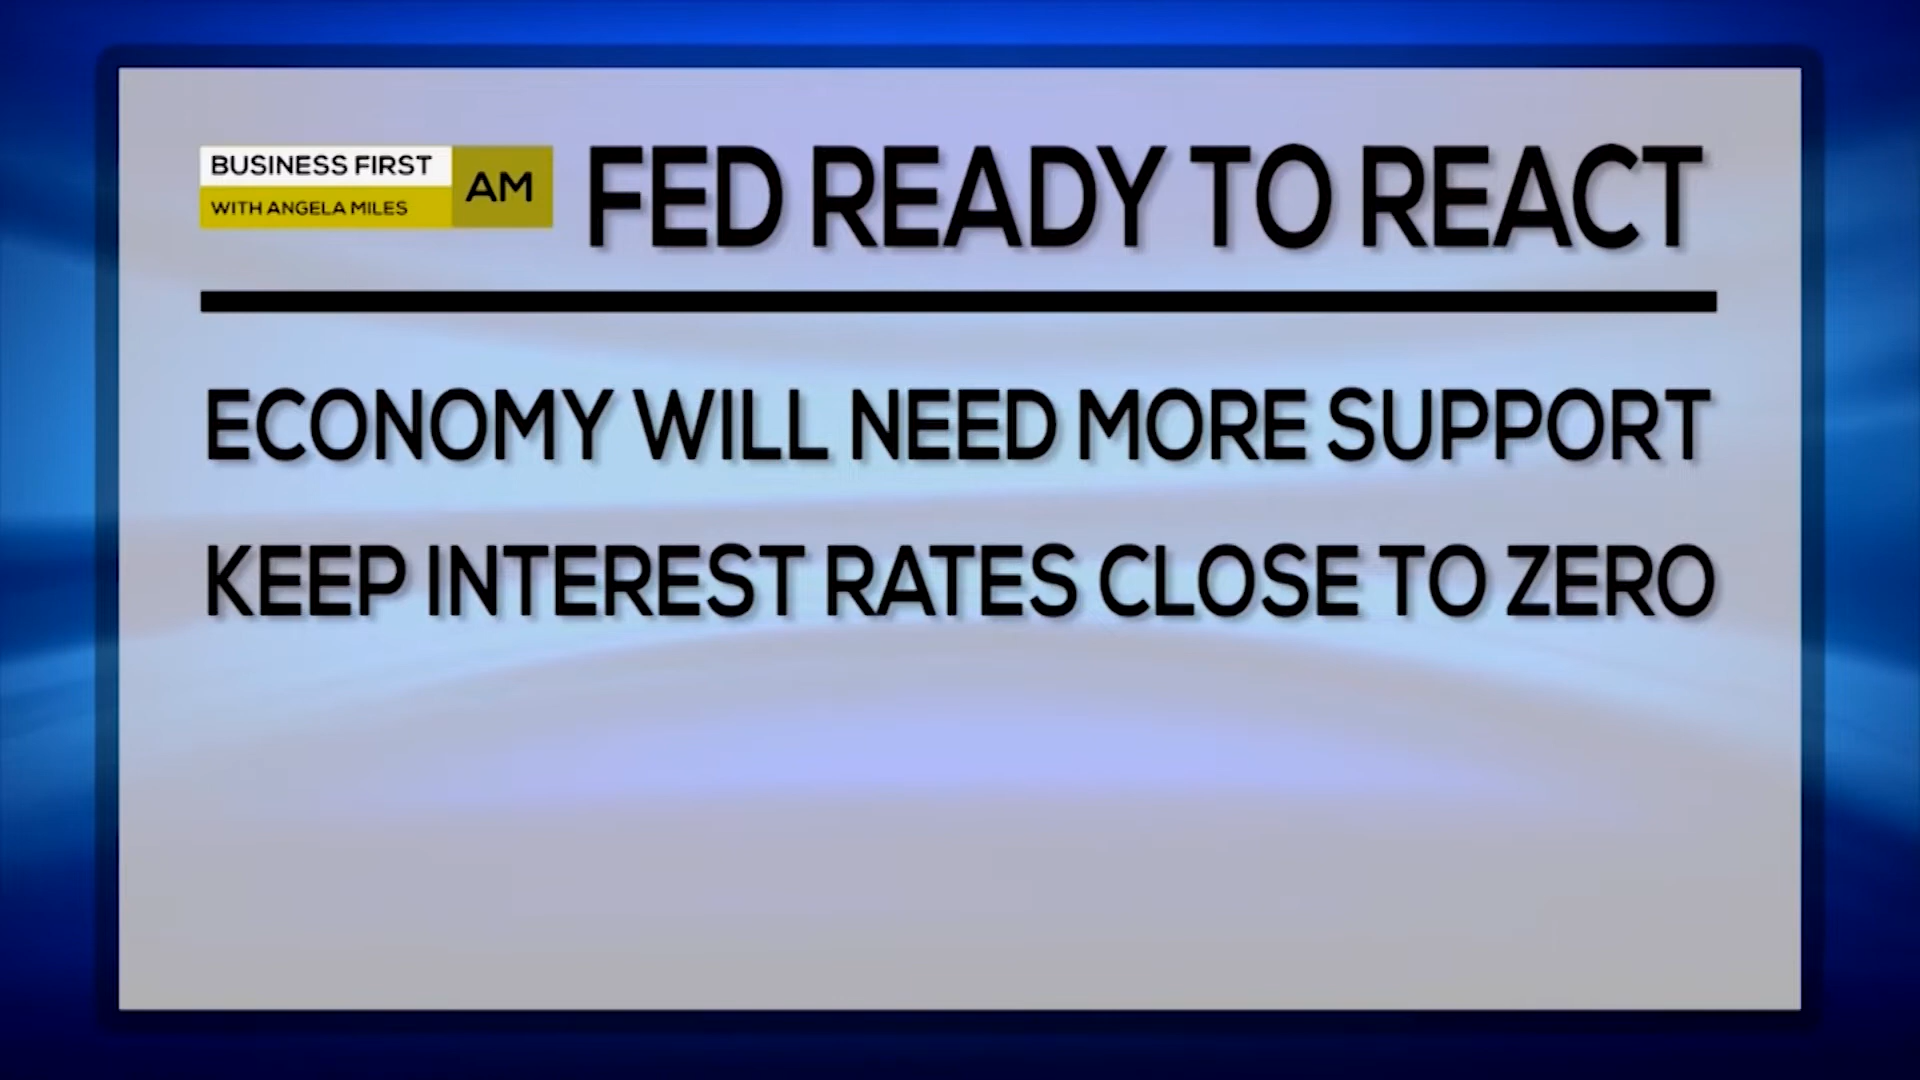 BUSINESS FIRST
WITH ANGELA MILES
AM
FED READY TO REACT
ECONOMY WILL NEED MORE SUPPORT
KEEP INTEREST RATES CLOSE TO ZERO